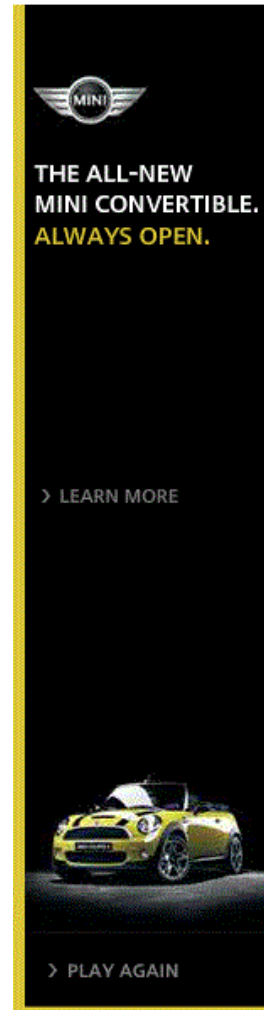 MINI
THE ALL-NEW
MINI CONVERTIBLE.
ALWAYS OPEN.
› LEARN MORE
› PLAY AGAIN